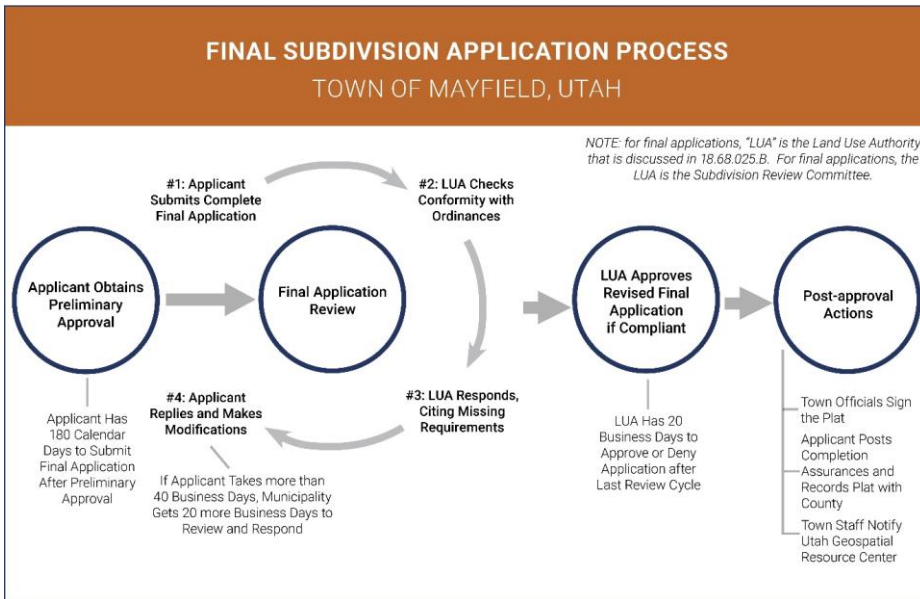 FINAL SUBDIVISION APPLICATION PROCESS
TOWN OF MAYFIELD, UTAH
NOTE: for final applications, “LUA” is the Land Use Authority
that is discussed in 18.68.025.B. For final applications, the
LUA is the Subdivision Review Committee.
#1: Applicant
Submits Complete
Final Application
#2: LUA Checks
Conformity with
Ordinances
Applicant Obtains
Preliminary
Approval
Final Application
Review
LUA Approves
Revised Final
Application
if Compliant
Post-approval
Actions
#3: LUA Responds,
Citing Missing
Requirements
#4: Applicant
Replies and Makes
Modifications
Applicant Has
180 Calendar
Days to Submit
Final Application
After Preliminary
Approval
If Applicant Takes more than
40 Business Days, Municipality
Gets 20 more Business Days to
Review and Respond
LUA Has 20
Business Days to
Approve or Deny
Application after
Last Review Cycle
Town Officials Sign
the Plat
Applicant Posts
Completion
Assurances and
Records Plat with
County
Town Staff Notify
Utah Geospatial
Resource Center